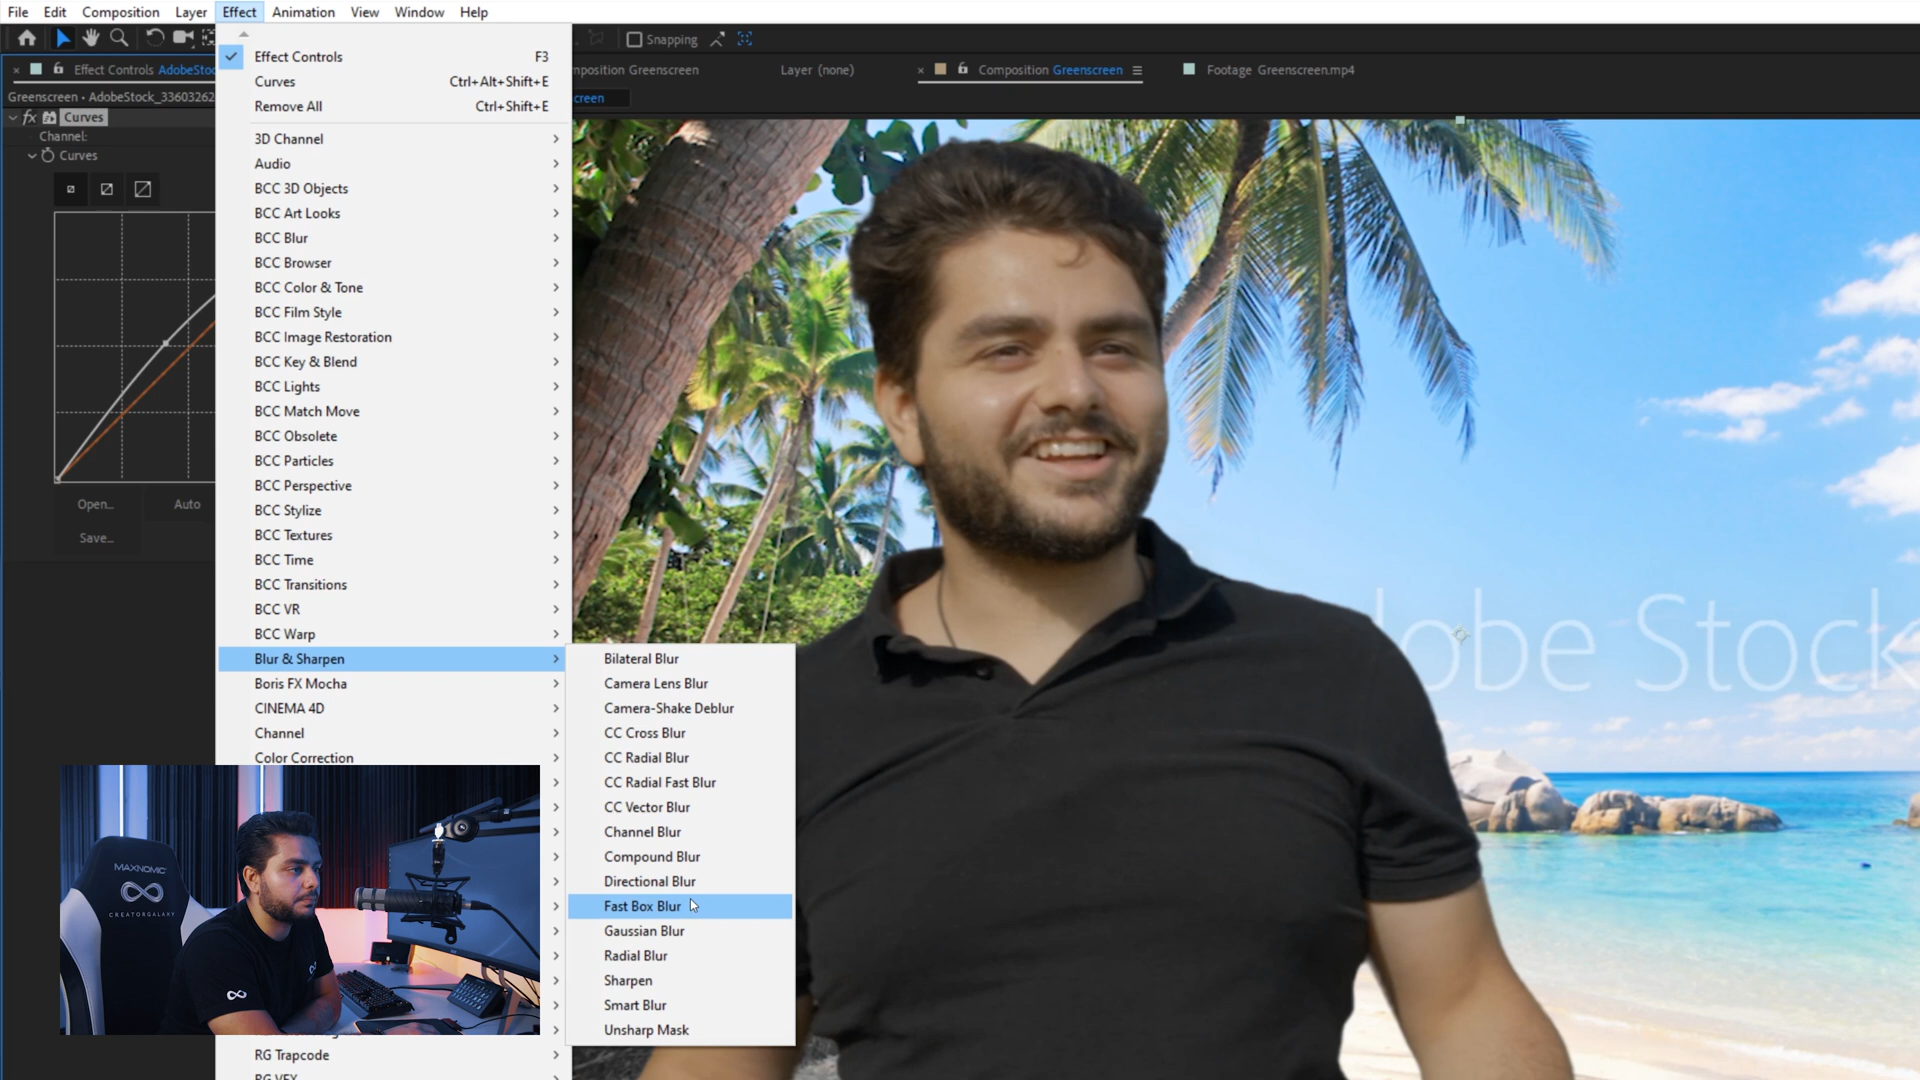 File Edit Composition Layer Effect Animation View Window Help
Snapping
Effect Controls AdobeStoc
position Greenscreen
Layer (none)
Composition Greenscreen
Footage Greenscreen.mp4
Greenscreen • AdobeStock_33603262
creen
fx Curves
Channel:
Curves
Open...
Auto
Save...
Effect Controls F3
Curves Ctrl+Alt+Shift+E
Remove All Ctrl+Shift+E
3D Channel
Audio
BCC 3D Objects
BCC Art Looks
BCC Blur
BCC Browser
BCC Color & Tone
BCC Film Style
BCC Image Restoration
BCC Key & Blend
BCC Lights
BCC Match Move
BCC Obsolete
BCC Particles
BCC Perspective
BCC Stylize
BCC Textures
BCC Time
BCC Transitions
BCC VR
BCC Warp
Blur & Sharpen
Boris FX Mocha
CINEMA 4D
Channel
Color Correction
RG Trapcode
RG VFX
Bilateral Blur
Camera Lens Blur
Camera-Shake Deblur
CC Cross Blur
CC Radial Blur
CC Radial Fast Blur
CC Vector Blur
Channel Blur
Compound Blur
Directional Blur
Fast Box Blur
Gaussian Blur
Radial Blur
Sharpen
Smart Blur
Unsharp Mask
dobe Stock
MAXNOMIC
CREATORGALAXY